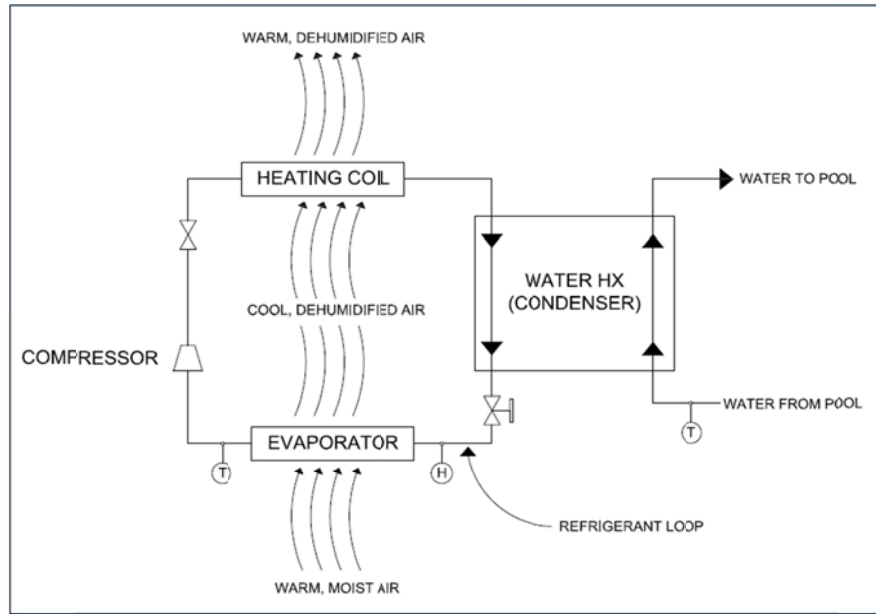 WARM, DEHUMIDIFIED AIR
HEATING COIL
WATER TO POOL
WATER HX
(CONDENSER)
COOL, DEHUMIDIFIED AIR
COMPRESSOR
WATER FROM POOL
EVAPORATOR
T
T
H
REFRIGERANT LOOP
WARM, MOIST AIR